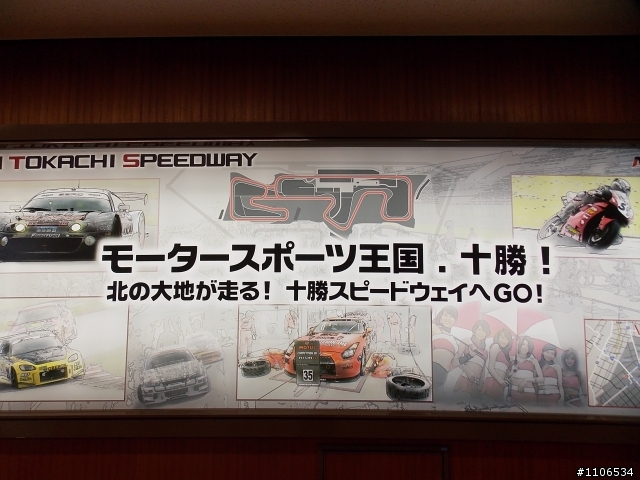 TOKACHI SPEEDWAY
モータースポーツ王国．十勝！
北の大地が走る！ 十勝スピードウェイへGO！
35
#1106534